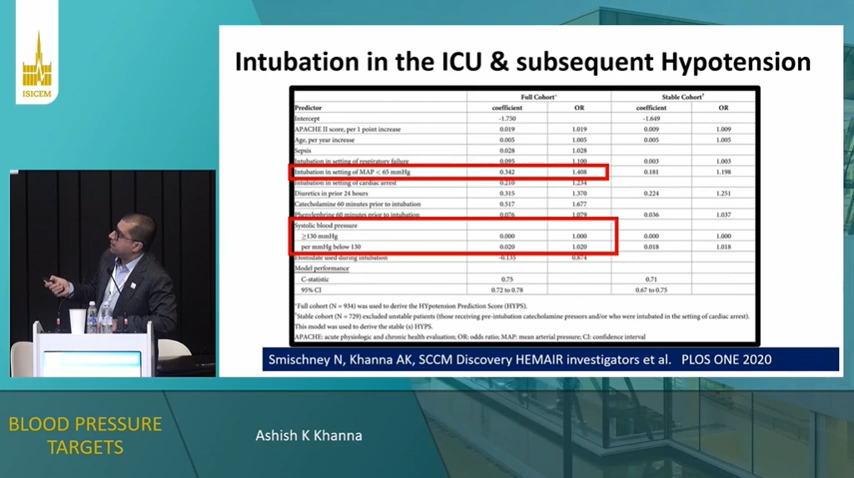 ISICEM
Intubation in the ICU & subsequent Hypotension
Full Cohort* Stable Cohort†
Predictor coefficient OR coefficient OR
Intercept -1.750 -1.649
APACHE II score, per 1 point increase 0.019 1.019 0.009 1.009
Age, per year increase 0.005 1.005 0.005 1.005
Sepsis 0.028 1.028
Intubation in setting of respiratory failure 0.095 1.100 0.003 1.003
Intubation in setting of MAP < 65 mmHg 0.342 1.408 0.181 1.198
Intubation in setting of cardiac arrest 0.210 1.234
Diuretics in prior 24 hours 0.315 1.370 0.224 1.251
Catecholamine 60 minutes prior to intubation 0.517 1.677
Phenylephrine 60 minutes prior to intubation 0.076 1.079 0.036 1.037
Systolic blood pressure
≥130 mmHg 0.000 1.000 0.000 1.000
per mmHg below 130 0.020 1.020 0.018 1.018
Etomidate used during intubation -0.135 0.874
Model performance
C-statistic 0.75 0.71
95% CI 0.72 to 0.78 0.67 to 0.75
*Full cohort (N = 934) was used to derive the HYpotension Prediction Score (HYPS).
†Stable cohort (N = 729) excluded unstable patients (those receiving pre-intubation catecholamine pressors and/or who were intubated in the setting of cardiac arrest).
This model was used to derive the stable (s) HYPS.
APACHE: acute physiologic and chronic health evaluation; OR: odds ratio; MAP: mean arterial pressure; CI: confidence interval
Smischney N, Khanna AK, SCCM Discovery HEMAIR investigators et al. PLOS ONE 2020
BLOOD PRESSURE
TARGETS
Ashish K Khanna